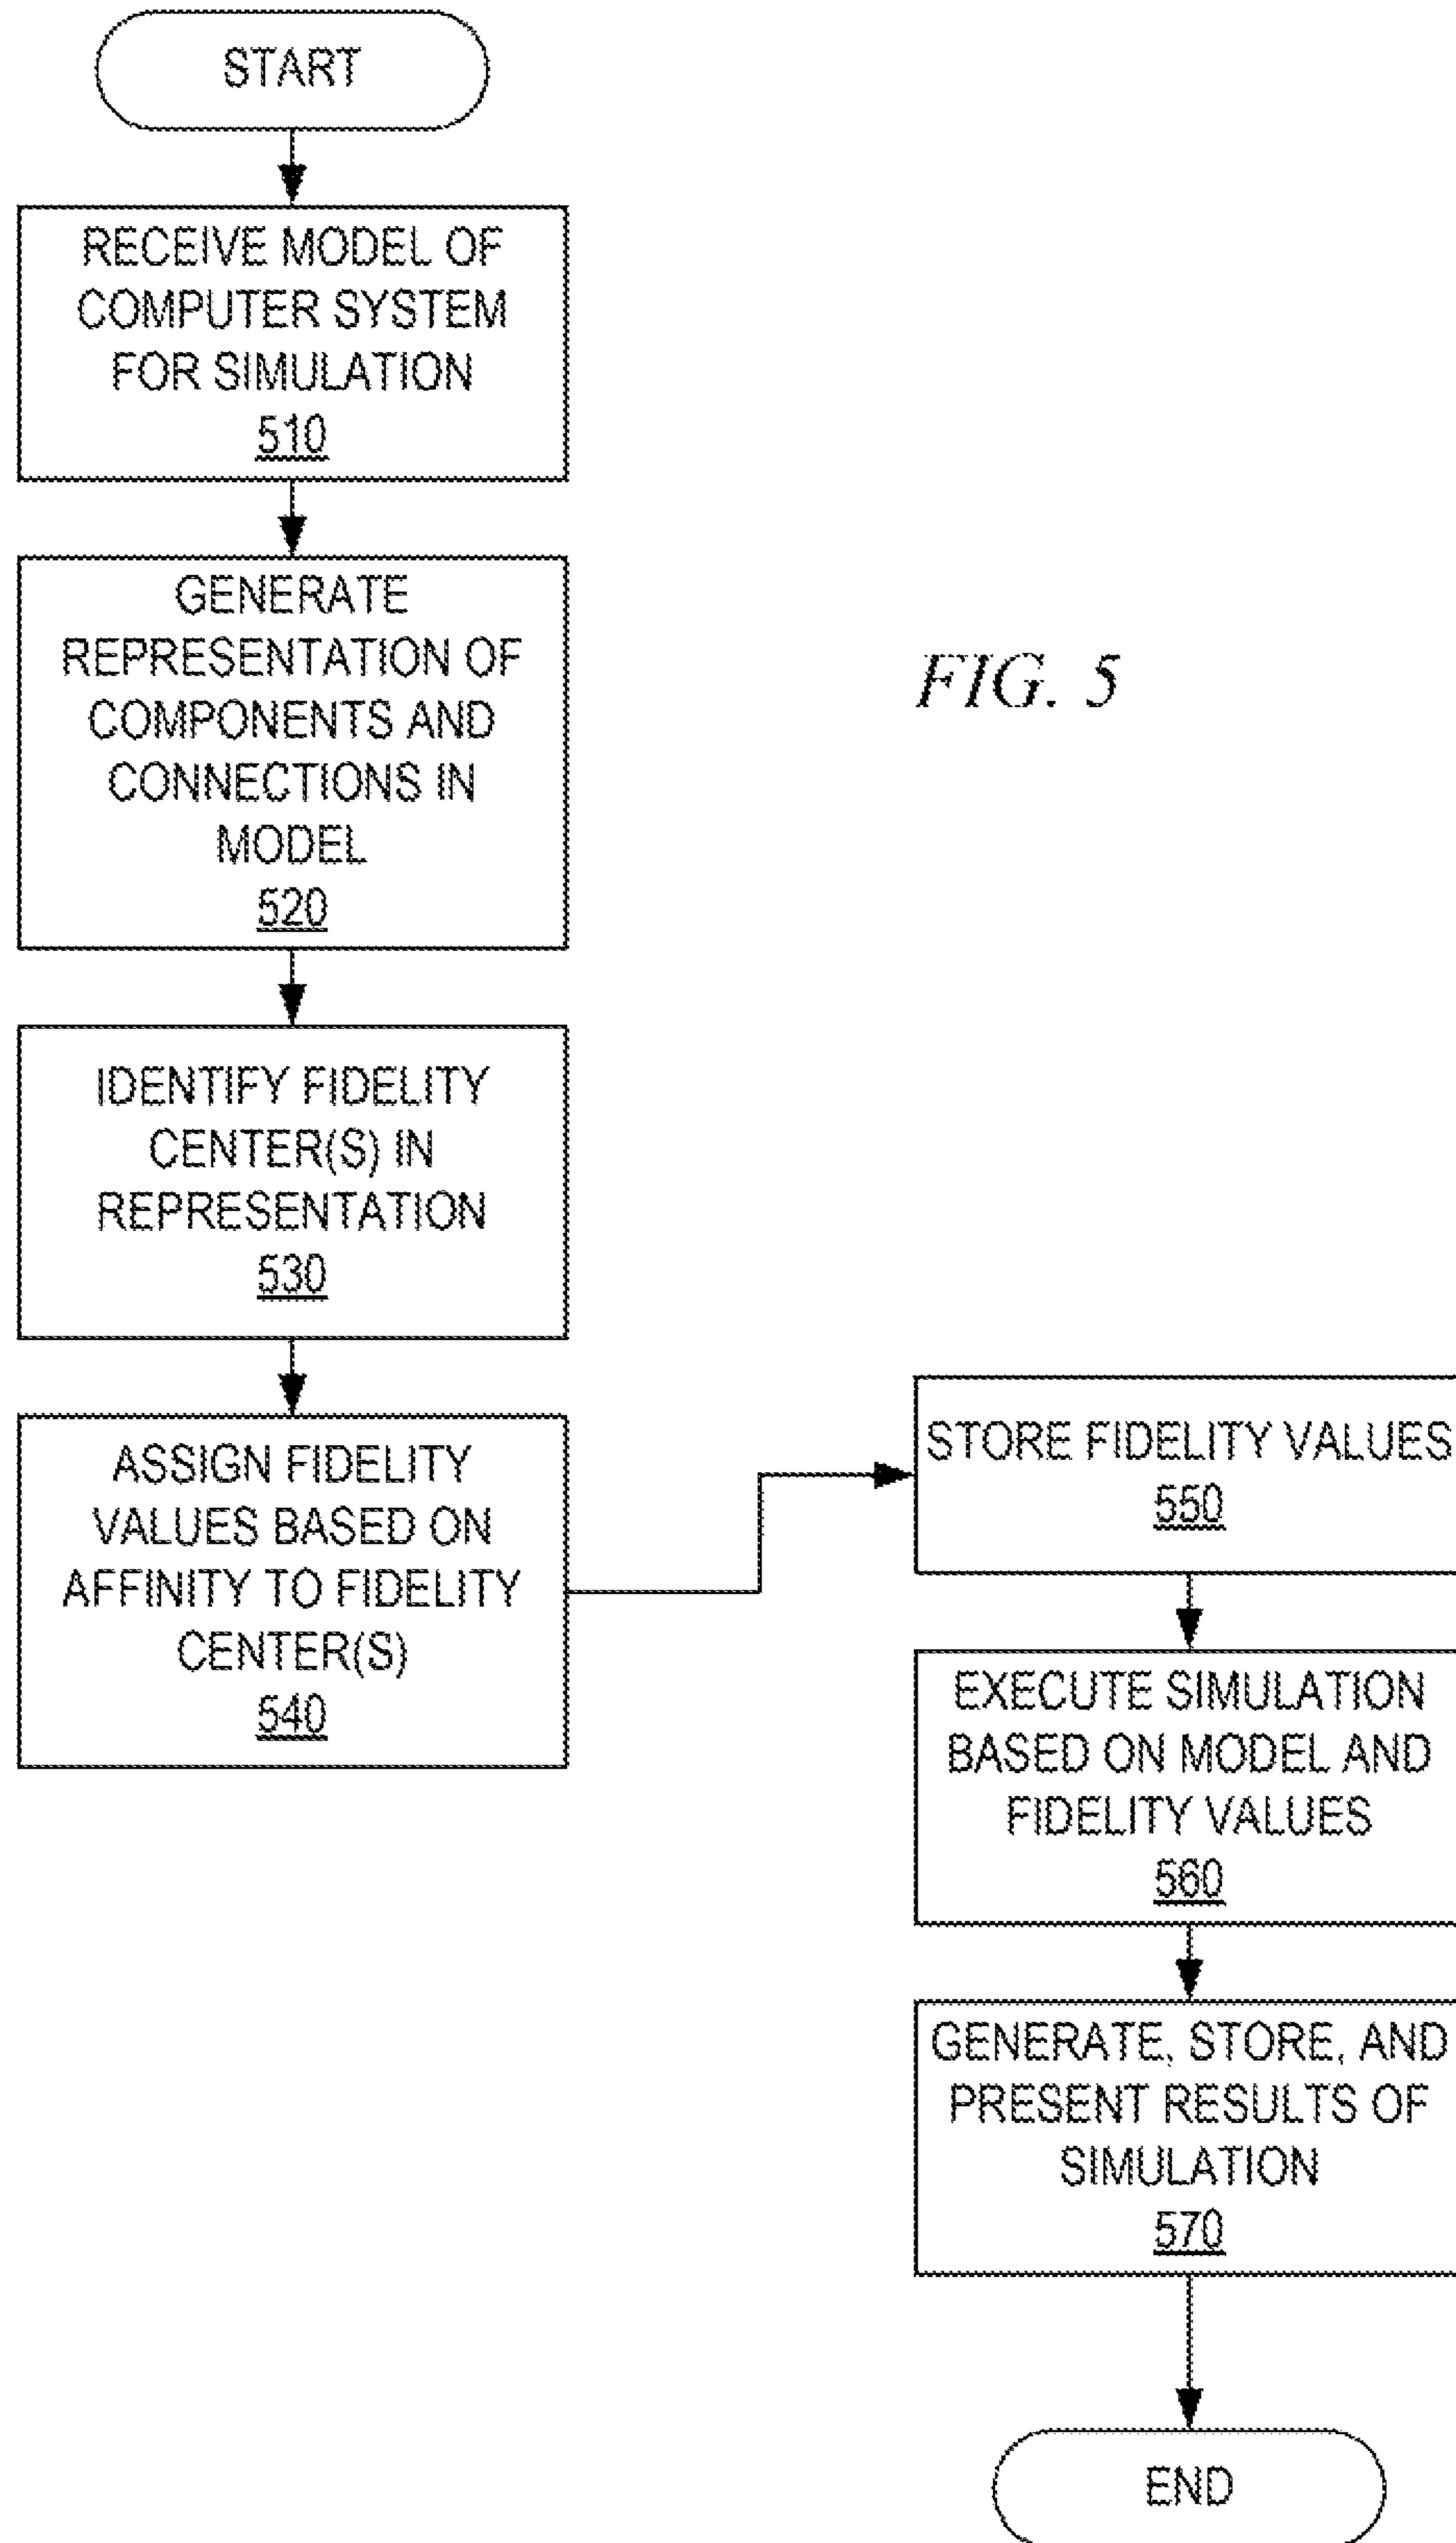 START
RECEIVE MODEL OF
COMPUTER SYSTEM
FOR SIMULATION
510
GENERATE
REPRESENTATION OF
COMPONENTS AND
CONNECTIONS IN
MODEL
520
FIG. 5
IDENTIFY FIDELITY
CENTER(S) IN
REPRESENTATION
530
ASSIGN FIDELITY
VALUES BASED ON
AFFINITY TO FIDELITY
CENTER(S)
540
STORE FIDELITY VALUES
550
EXECUTE SIMULATION
BASED ON MODEL AND
FIDELITY VALUES
560
GENERATE, STORE, AND
PRESENT RESULTS OF
SIMULATION
570
END